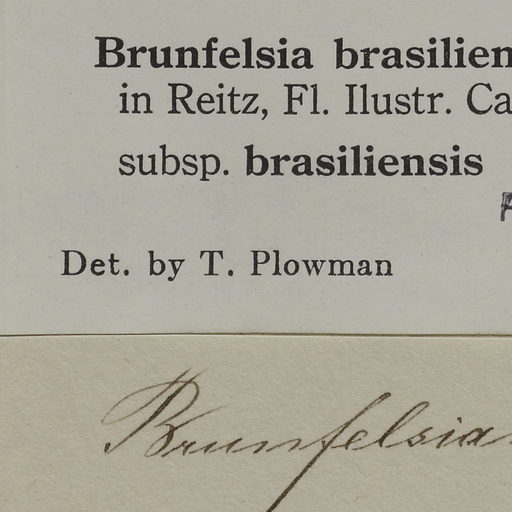 Brunfelsia brasilien
in Reitz, Fl. Ilustr. Ca
subsp. brasiliensis
Det. by T. Plowman
Brunfelsia